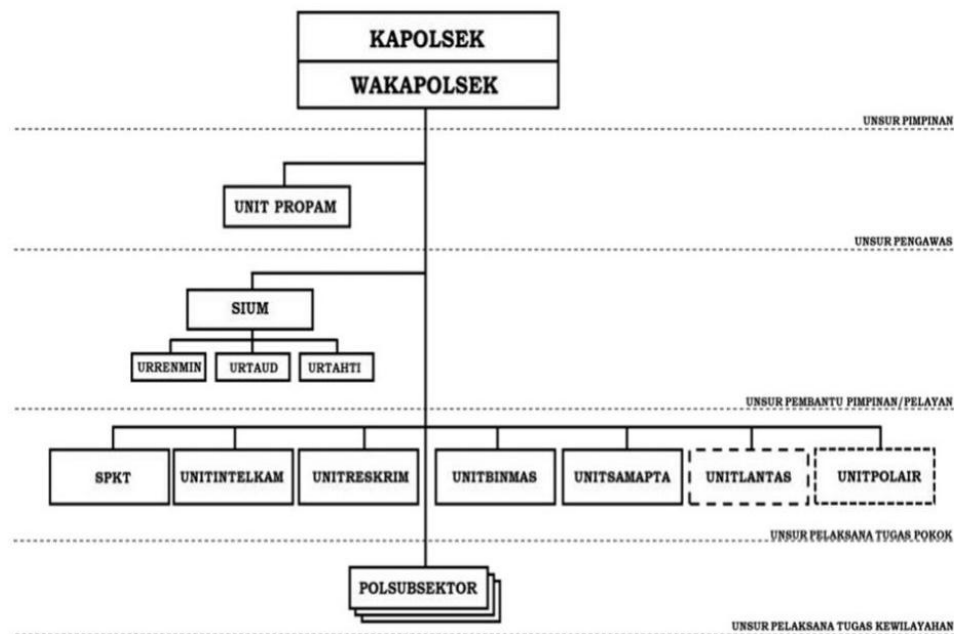 KAPOLSEK
WAKAPOLSEK
UNSUR PIMPINAN
UNIT PROPAM
UNSUR PENGAWAS
SIUM
URRENMIN URTAUD URTAHTI
UNSUR PEMBANTU PIMPINAN/PELAYAN
SPKT UNITINTELKAM UNITRESKRIM UNITBINMAS UNITSAMAPTA UNITLANTAS UNITPOLAIR
UNSUR PELAKSANA TUGAS POKOK
POLSUBSEKTOR
UNSUR PELAKSANA TUGAS KEWILAYAHAN